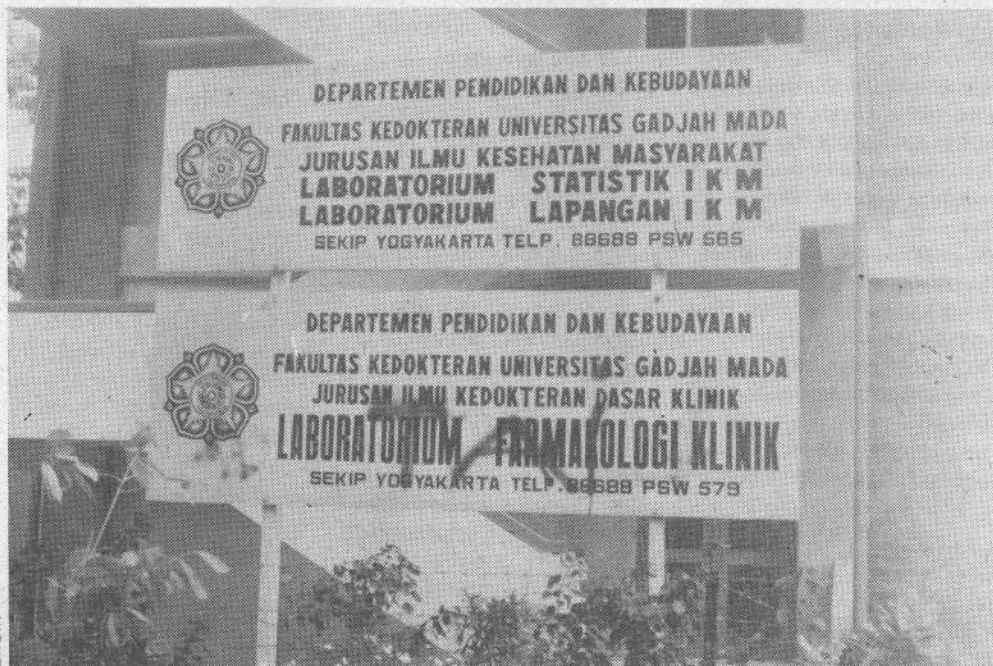 DEPARTEMEN PENDIDIKAN DAN KEBUDAYAAN
FAKULTAS KEDOKTERAN UNIVERSITAS GADJAH MADA
JURUSAN ILMU KESEHATAN MASYARAKAT
LABORATORIUM STATISTIK I K M
LABORATORIUM LAPANGAN I K M
SEKIP YOGYAKARTA TELP. 88688 PSW 565
DEPARTEMEN PENDIDIKAN DAN KEBUDAYAAN
FAKULTAS KEDOKTERAN UNIVERSITAS GADJAH MADA
JURUSAN ILMU KEDOKTERAN DASAR KLINIK
LABORATORIUM FARMAKOLOGI KLINIK
SEKIP YOGYAKARTA TELP. 88688 PSW 579